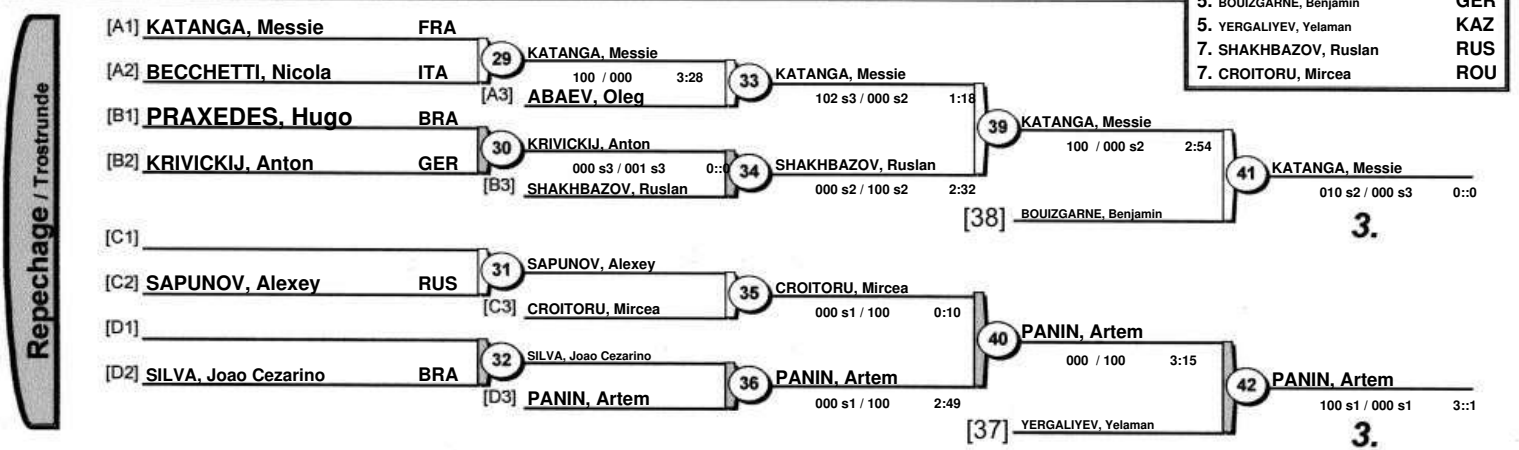 5. BOUIZGARNE, Benjamin GER
5. YERGALIYEV, Yelaman KAZ
7. SHAKHBAZOV, Ruslan RUS
7. CROITORU, Mircea ROU
Repechage / Trostrunde
[A1] KATANGA, Messie FRA
29 KATANGA, Messie
100 / 000 3:28
[A2] BECCHETTI, Nicola ITA
33 KATANGA, Messie
102 s3 / 000 s2 1:18
[A3] ABAEV, Oleg
[B1] PRAXEDES, Hugo BRA
39 KATANGA, Messie
100 / 000 s2 2:54
30 KRIVICKIJ, Anton
000 s3 / 001 s3 0::0
[B2] KRIVICKIJ, Anton GER
34 SHAKHBAZOV, Ruslan
000 s2 / 100 s2 2:32
41 KATANGA, Messie
010 s2 / 000 s3 0::0
[B3] SHAKHBAZOV, Ruslan
[38] BOUIZGARNE, Benjamin
3.
[C1]
31 SAPUNOV, Alexey
[C2] SAPUNOV, Alexey RUS
35 CROITORU, Mircea
000 s1 / 100 0:10
[C3] CROITORU, Mircea
[D1]
40 PANIN, Artem
000 / 100 3:15
32 SILVA, Joao Cezarino
[D2] SILVA, Joao Cezarino BRA
36 PANIN, Artem
000 s1 / 100 2:49
42 PANIN, Artem
100 s1 / 000 s1 3::1
[D3] PANIN, Artem
[37] YERGALIYEV, Yelaman
3.